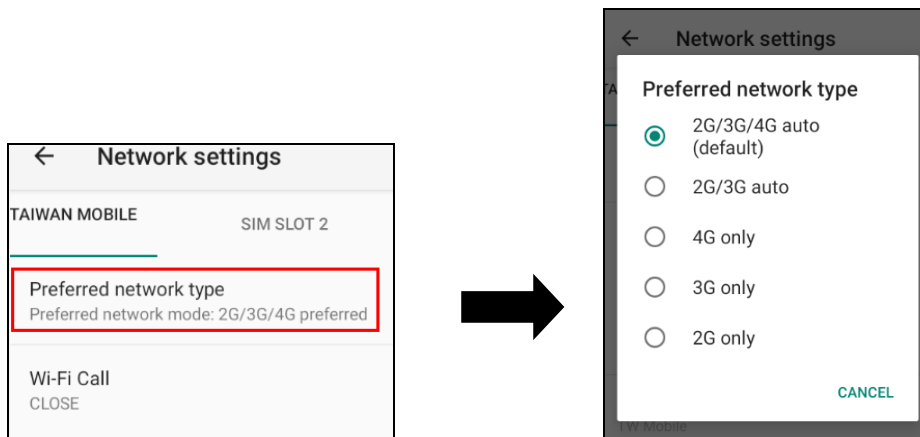 Network settings
TAIWAN MOBILE
SIM SLOT 2
Preferred network type
Preferred network mode: 2G/3G/4G preferred
Wi-Fi Call
CLOSE
Network settings
TA
Preferred network type
2G/3G/4G auto
(default)
2G/3G auto
4G only
3G only
2G only
CANCEL
TW Mobile